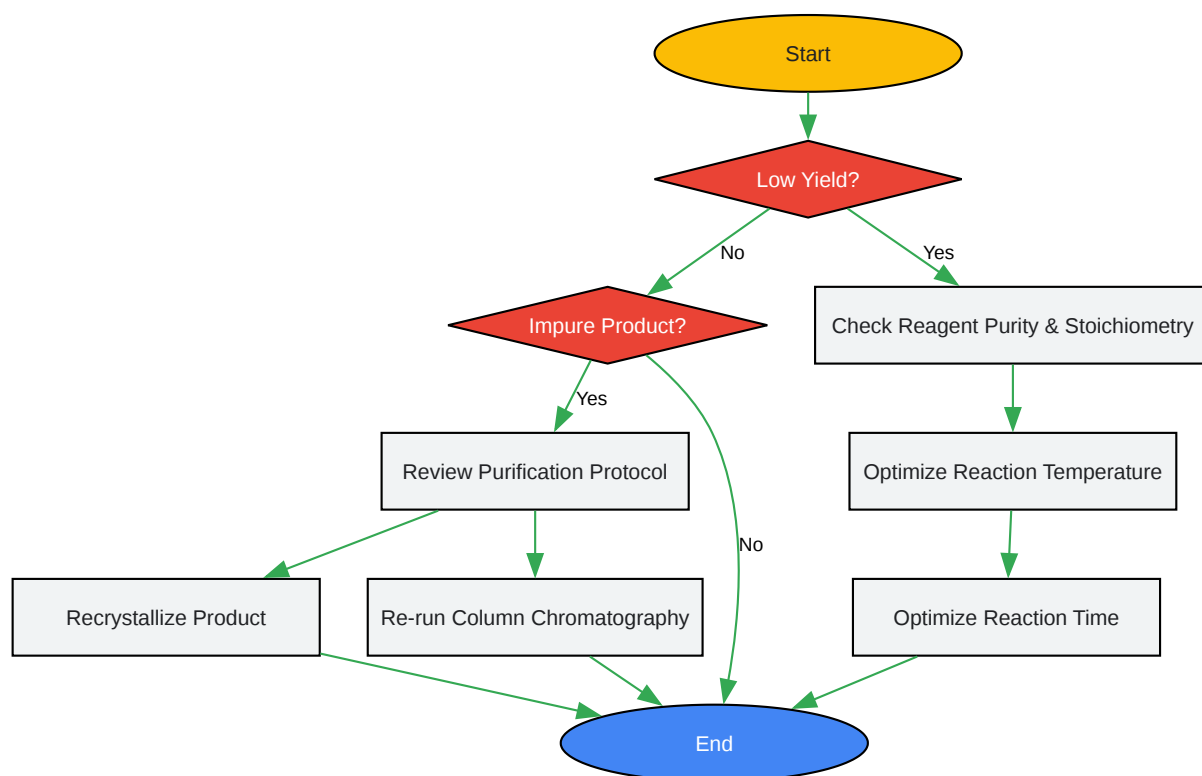 Start
Low Yield?
No
Yes
Impure Product?
Check Reagent Purity & Stoichiometry
Yes
Review Purification Protocol
Optimize Reaction Temperature
No
Recrystallize Product
Re-run Column Chromatography
Optimize Reaction Time
End